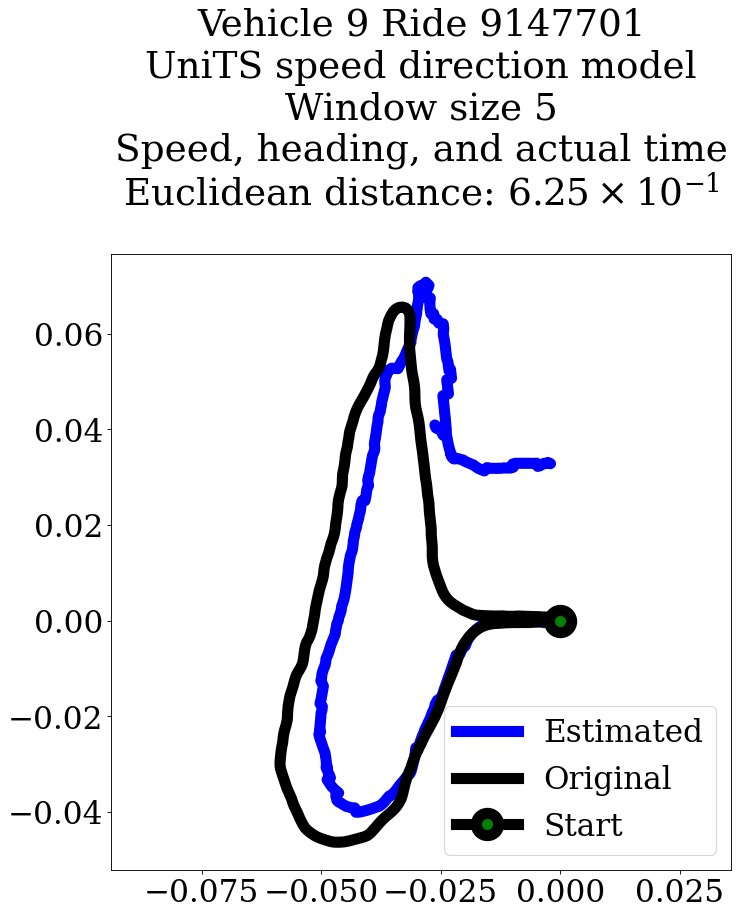 Vehicle 9 Ride 9147701
UniTS speed direction model
Window size 5
Speed, heading, and actual time
Euclidean distance: 6.25 × 10⁻¹
0.06
0.04
0.02
0.00
−0.02
−0.04
Estimated
Original
Start
−0.075 −0.050 −0.025 0.000 0.025